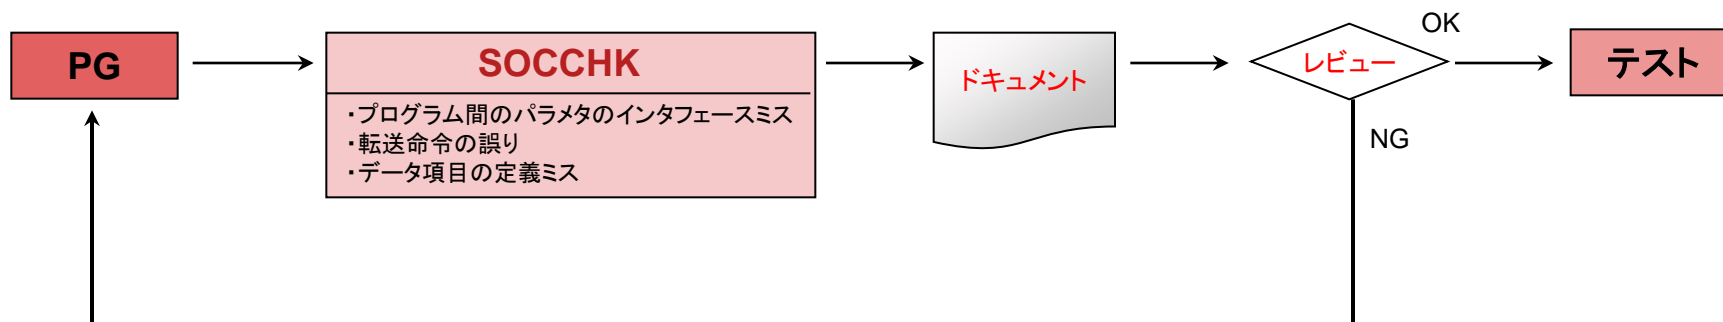 PG
SOCCHK
・プログラム間のパラメタのインタフェースミス
・転送命令の誤り
・データ項目の定義ミス
ドキュメント
レビュー
OK
NG
テスト